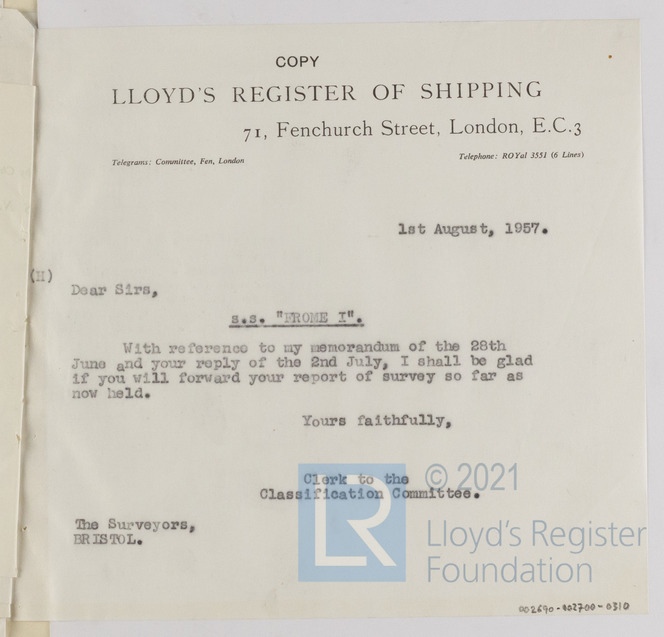 COPY
LLOYD'S REGISTER OF SHIPPING
71, Fenchurch Street, London, E.C.3
Telegrams: Committee, Fen, London
Telephone: ROYal 3551 (6 Lines)
1st August, 1957.
(H)
Dear Sirs,
s.s. "FROME I".
With reference to my memorandum of the 28th
June and your reply of the 2nd July, I shall be glad
if you will forward your report of survey so far as
now held.
Yours faithfully,
Clerk to the
Classification Committee.
The Surveyors,
BRISTOL.
LR
© 2021
Lloyd's Register
Foundation
002690-002700-0310